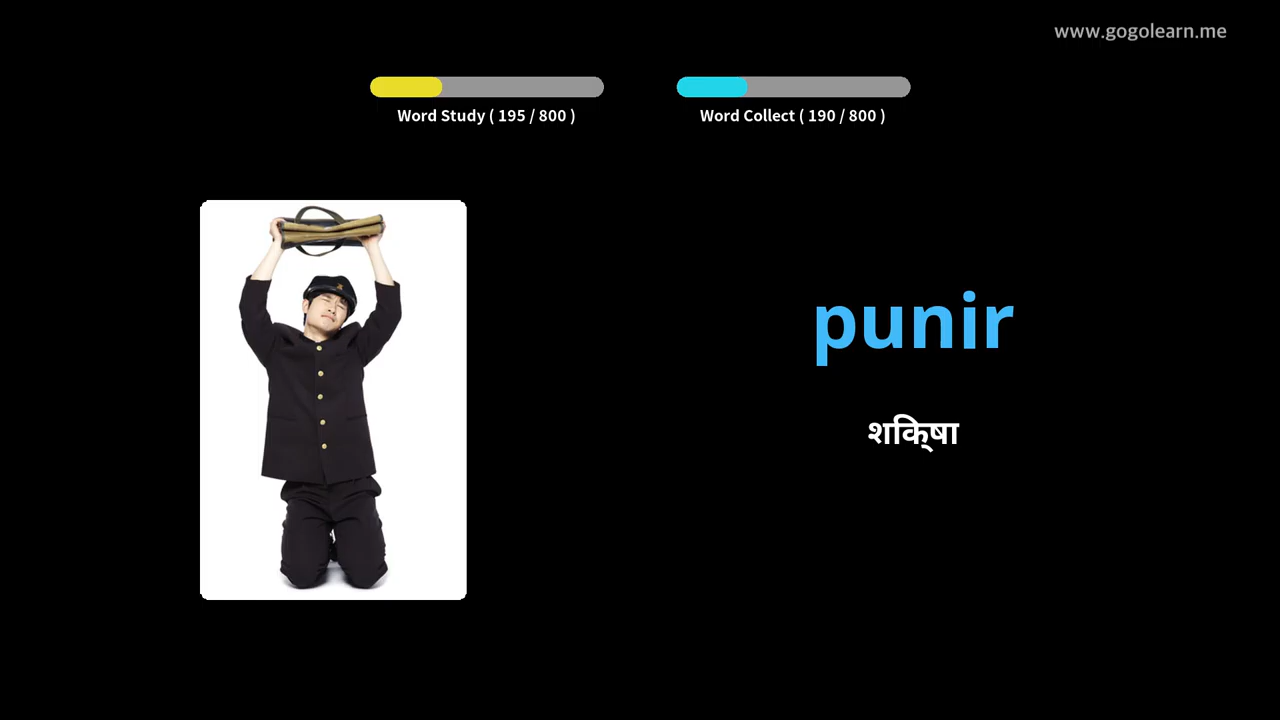 www.gogolearn.me
Word Study ( 195 / 800 )
Word Collect ( 190 / 800 )
punir
शकि्षा